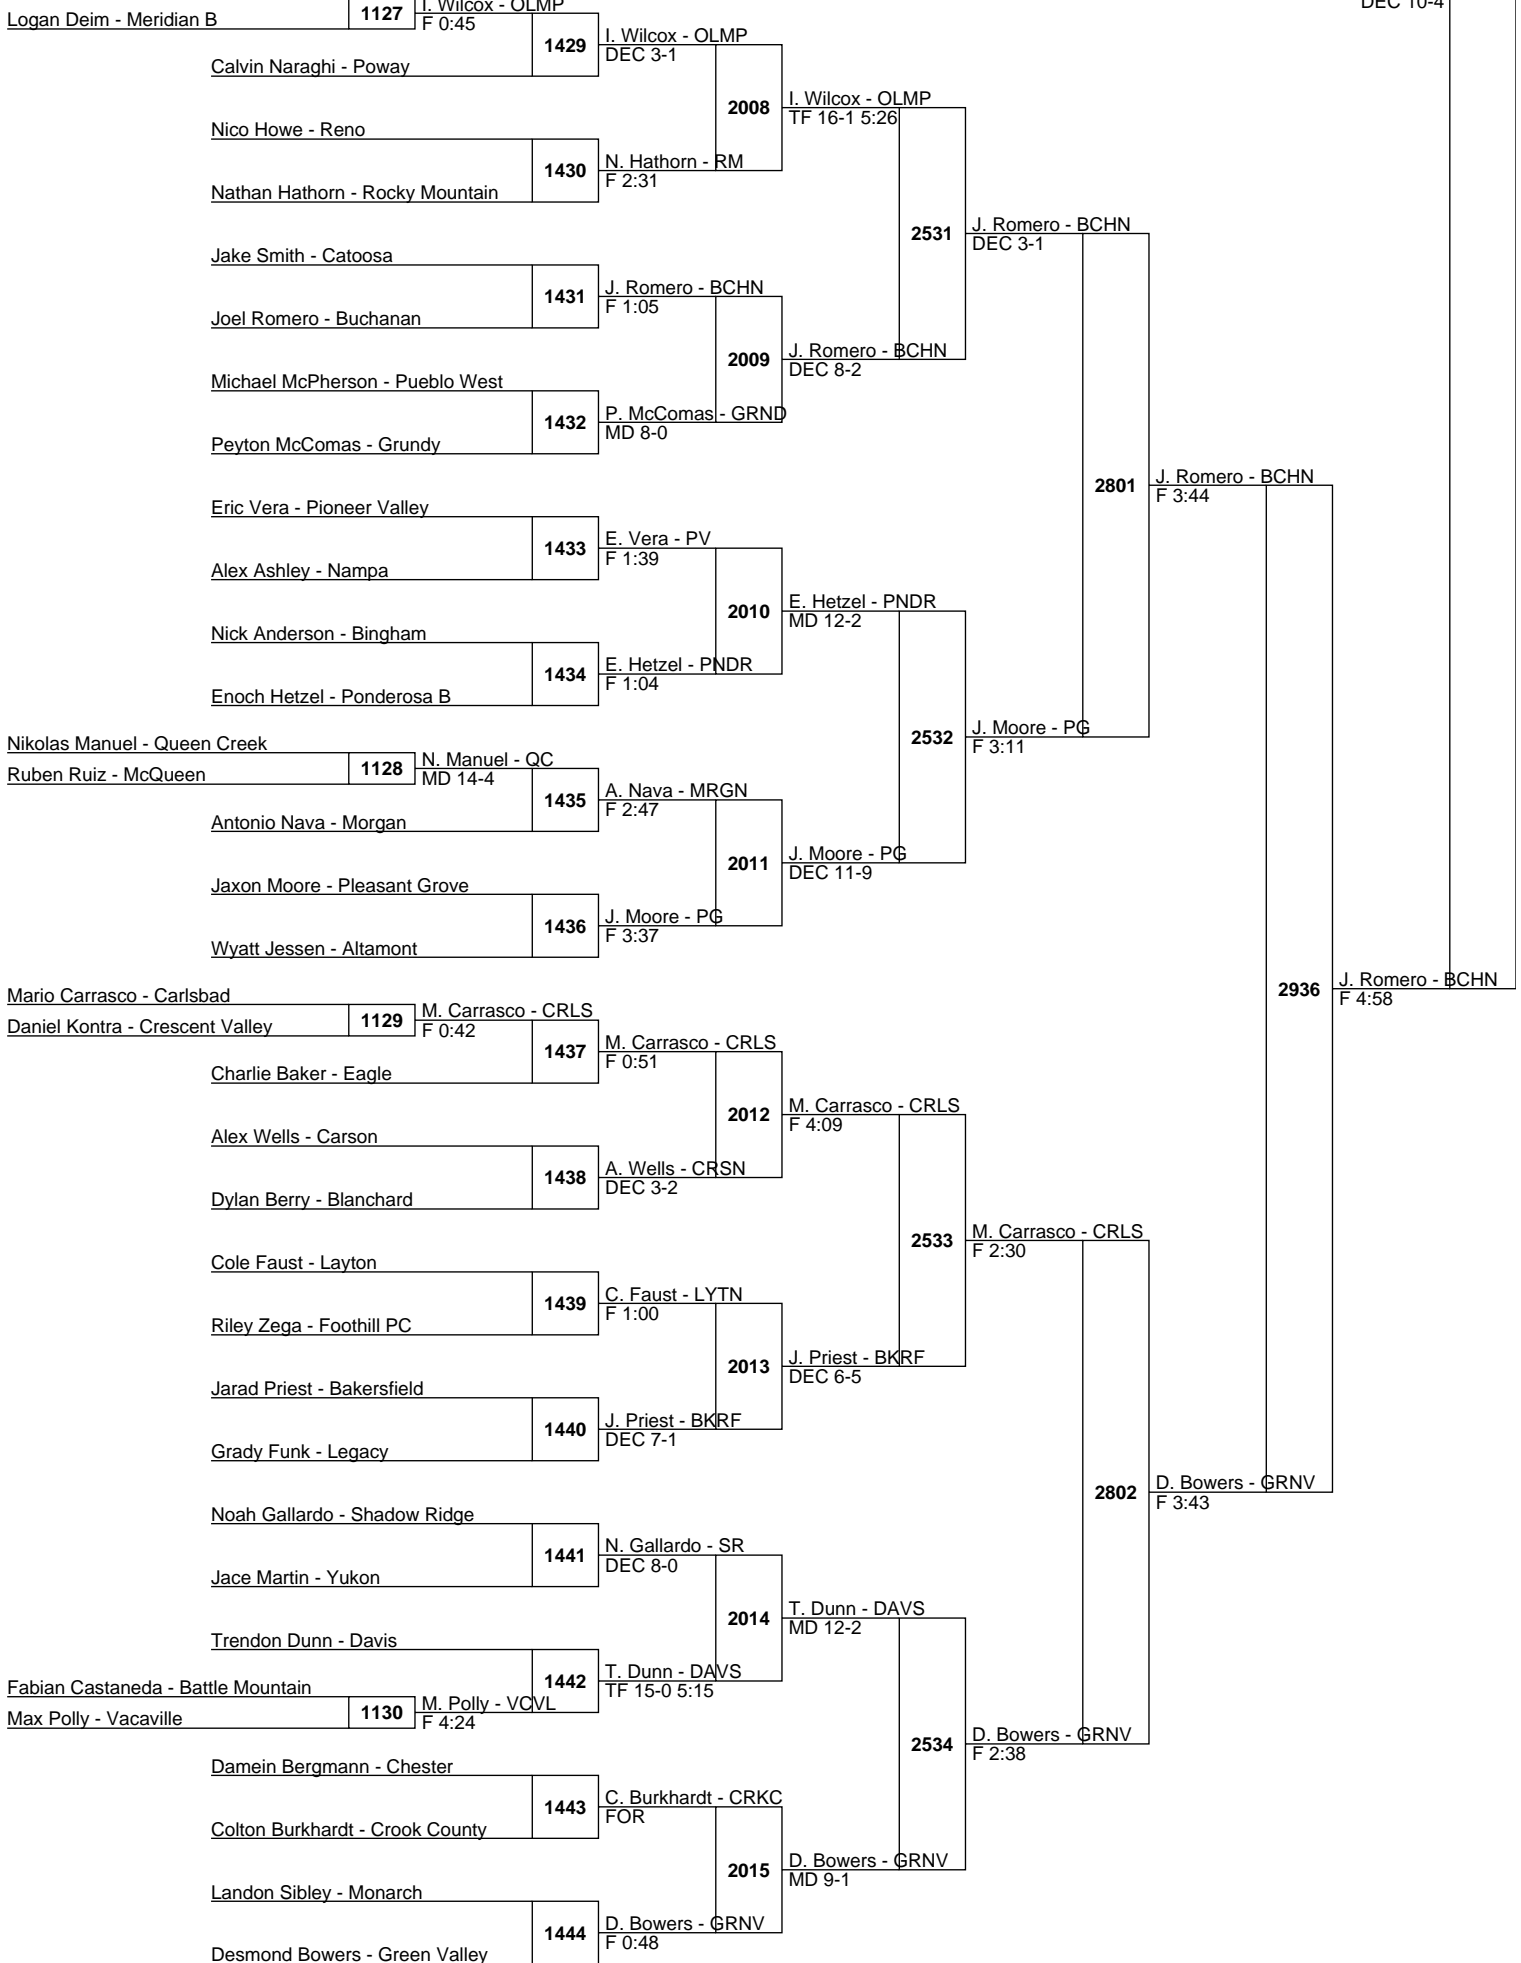 DEC 10-4
I. Wilcox - OLMP
Logan Deim - Meridian B
1127
F 0:45
I. Wilcox - OLMP
1429
DEC 3-1
Calvin Naraghi - Poway
I. Wilcox - OLMP
2008
TF 16-1 5:26
Nico Howe - Reno
N. Hathorn - RM
1430
F 2:31
Nathan Hathorn - Rocky Mountain
J. Romero - BCHN
2531
DEC 3-1
Jake Smith - Catoosa
J. Romero - BCHN
1431
F 1:05
Joel Romero - Buchanan
J. Romero - BCHN
2009
DEC 8-2
Michael McPherson - Pueblo West
P. McComas - GRND
1432
MD 8-0
Peyton McComas - Grundy
J. Romero - BCHN
2801
F 3:44
Eric Vera - Pioneer Valley
E. Vera - PV
1433
F 1:39
Alex Ashley - Nampa
E. Hetzel - PNDR
2010
MD 12-2
Nick Anderson - Bingham
E. Hetzel - PNDR
1434
F 1:04
Enoch Hetzel - Ponderosa B
J. Moore - PG
2532
F 3:11
Nikolas Manuel - Queen Creek
N. Manuel - QC
1128
Ruben Ruiz - McQueen
MD 14-4
A. Nava - MRGN
1435
F 2:47
Antonio Nava - Morgan
J. Moore - PG
2011
DEC 11-9
Jaxon Moore - Pleasant Grove
J. Moore - PG
1436
F 3:37
Wyatt Jessen - Altamont
J. Romero - BCHN
2936
F 4:58
Mario Carrasco - Carlsbad
M. Carrasco - CRLS
1129
Daniel Kontra - Crescent Valley
F 0:42
M. Carrasco - CRLS
1437
F 0:51
Charlie Baker - Eagle
M. Carrasco - CRLS
2012
F 4:09
Alex Wells - Carson
A. Wells - CRSN
1438
DEC 3-2
Dylan Berry - Blanchard
M. Carrasco - CRLS
2533
F 2:30
Cole Faust - Layton
C. Faust - LYTN
1439
F 1:00
Riley Zega - Foothill PC
J. Priest - BKRF
2013
DEC 6-5
Jarad Priest - Bakersfield
J. Priest - BKRF
1440
DEC 7-1
Grady Funk - Legacy
D. Bowers - GRNV
2802
F 3:43
Noah Gallardo - Shadow Ridge
N. Gallardo - SR
1441
DEC 8-0
Jace Martin - Yukon
T. Dunn - DAVS
2014
MD 12-2
Trendon Dunn - Davis
T. Dunn - DAVS
1442
TF 15-0 5:15
Fabian Castaneda - Battle Mountain
M. Polly - VCVL
1130
Max Polly - Vacaville
F 4:24
D. Bowers - GRNV
2534
F 2:38
Damein Bergmann - Chester
C. Burkhardt - CRKC
1443
FOR
Colton Burkhardt - Crook County
D. Bowers - GRNV
2015
MD 9-1
Landon Sibley - Monarch
D. Bowers - GRNV
1444
F 0:48
Desmond Bowers - Green Valley